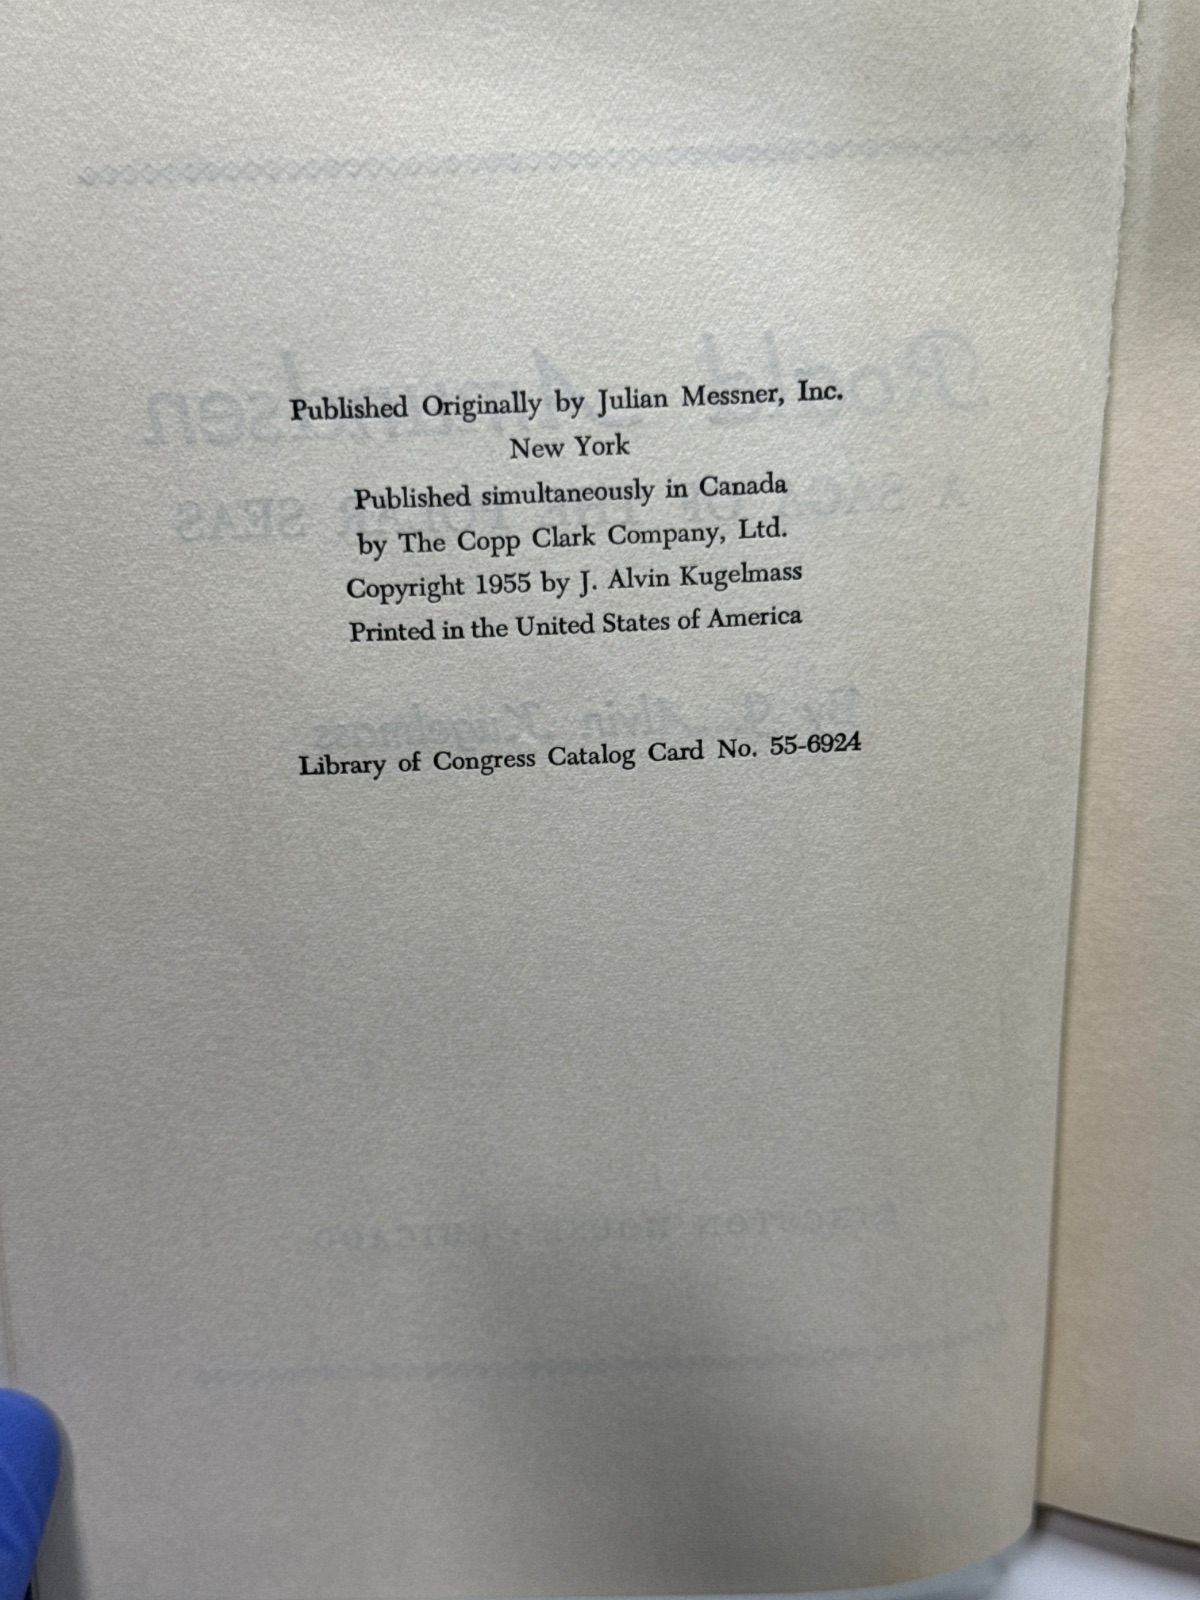 Published Originally by Julian Messner, Inc.
New York
Published simultaneously in Canada
by The Copp Clark Company, Ltd.
Copyright 1955 by J. Alvin Kugelmass
Printed in the United States of America
Library of Congress Catalog Card No. 55-6924